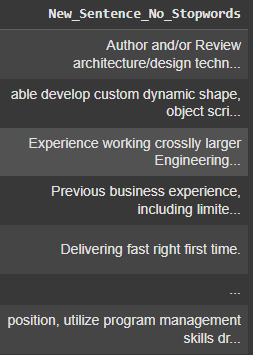 New_Sentence_No_Stopwords
Author and/or Review
architecture/design techn...
able develop custom dynamic shape,
object scri...
Experience working crosslly larger
Engineering...
Previous business experience,
including limite...
Delivering fast right first time.
...
position, utilize program management
skills dr...